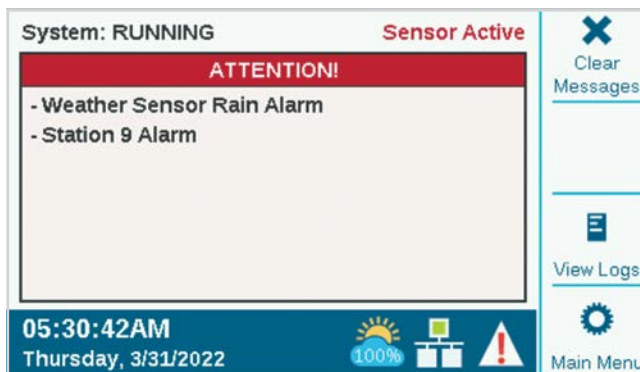 System: RUNNING
Sensor Active
ATTENTION!
- Weather Sensor Rain Alarm
- Station 9 Alarm
Clear
Messages
View Logs
Main Menu
05:30:42AM
Thursday, 3/31/2022
100%